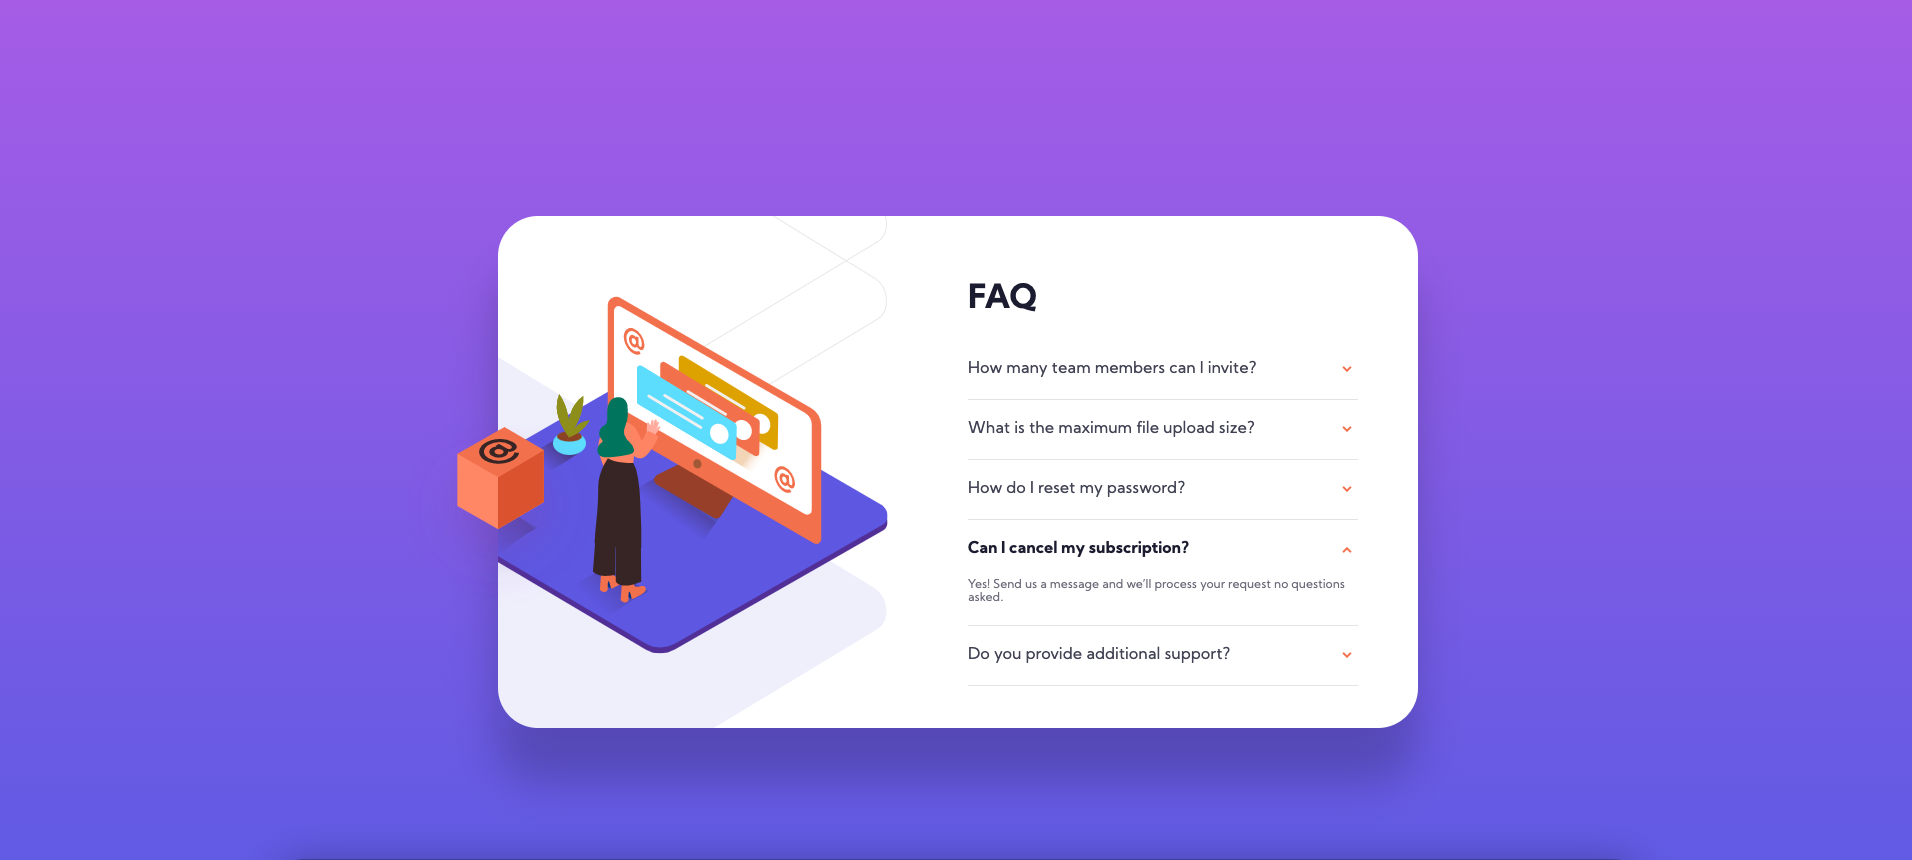 FAQ
How many team members can I invite?
What is the maximum file upload size?
How do I reset my password?
Can I cancel my subscription?
Yes! Send us a message and we’ll process your request no questions
asked.
Do you provide additional support?
@
@
@